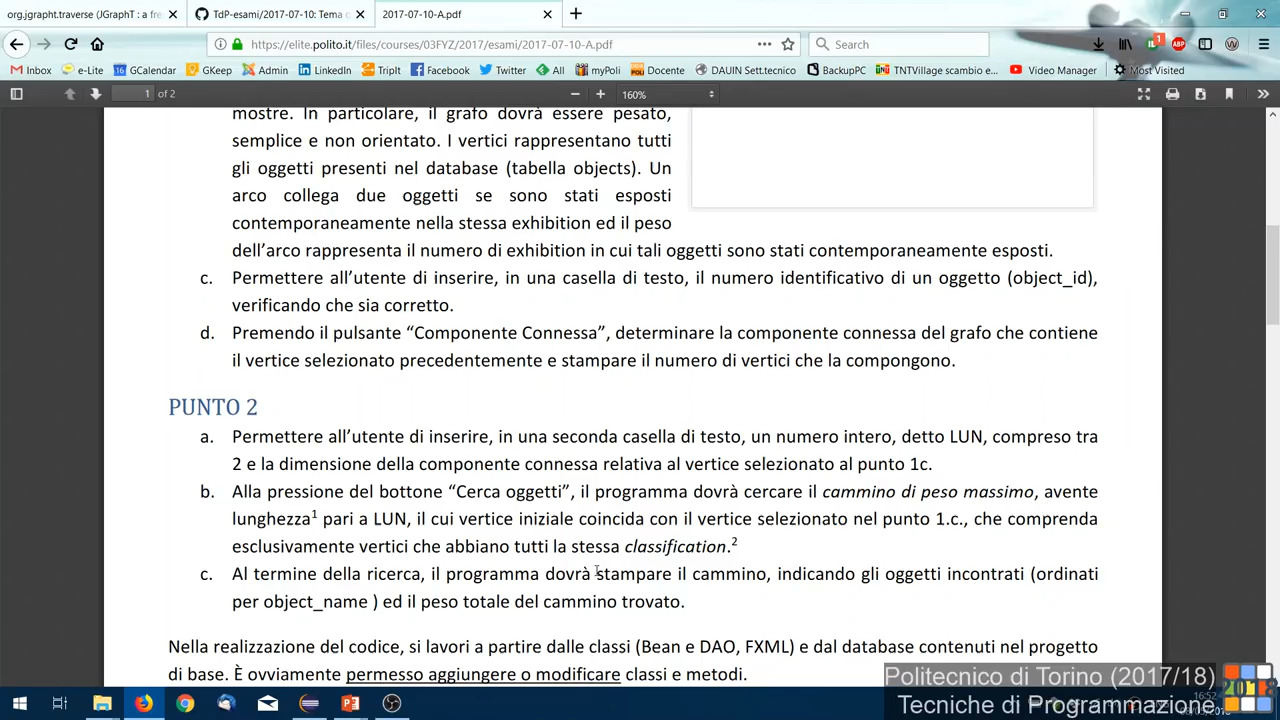 org.jgrapht.traverse (JGraphT : a fre
TdP-esami/2017-07-10: Tema c
2017-07-10-A.pdf
https://elite.polito.it/files/courses/03FYZ/2017/esami/2017-07-10-A.pdf
Search
1
ABP
W
Inbox
e-Lite
16 GCalendar
GKeep
Admin
LinkedIn
TripIt
Facebook
Twitter
All
myPoli
Docente
DAUIN Sett.tecnico
BackupPC
TNTVillage scambio e...
Video Manager
Most Visited
1 of 2
160%
mostre. In particolare, il grafo dovrà essere pesato,
semplice e non orientato. I vertici rappresentano tutti
gli oggetti presenti nel database (tabella objects). Un
arco collega due oggetti se sono stati esposti
contemporaneamente nella stessa exhibition ed il peso
dell’arco rappresenta il numero di exhibition in cui tali oggetti sono stati contemporaneamente esposti.
c. Permettere all’utente di inserire, in una casella di testo, il numero identificativo di un oggetto (object_id),
verificando che sia corretto.
d. Premendo il pulsante “Componente Connessa”, determinare la componente connessa del grafo che contiene
il vertice selezionato precedentemente e stampare il numero di vertici che la compongono.
PUNTO 2
a. Permettere all’utente di inserire, in una seconda casella di testo, un numero intero, detto LUN, compreso tra
2 e la dimensione della componente connessa relativa al vertice selezionato al punto 1c.
b. Alla pressione del bottone “Cerca oggetti”, il programma dovrà cercare il cammino di peso massimo, avente
lunghezza¹ pari a LUN, il cui vertice iniziale coincida con il vertice selezionato nel punto 1.c., che comprenda
esclusivamente vertici che abbiano tutti la stessa classification.²
c. Al termine della ricerca, il programma dovrà stampare il cammino, indicando gli oggetti incontrati (ordinati
per object_name ) ed il peso totale del cammino trovato.
Nella realizzazione del codice, si lavori a partire dalle classi (Bean e DAO, FXML) e dal database contenuti nel progetto
di base. È ovviamente permesso aggiungere o modificare classi e metodi.
Politecnico di Torino (2017/18)
Tecniche di Programmazione
16:52
2018